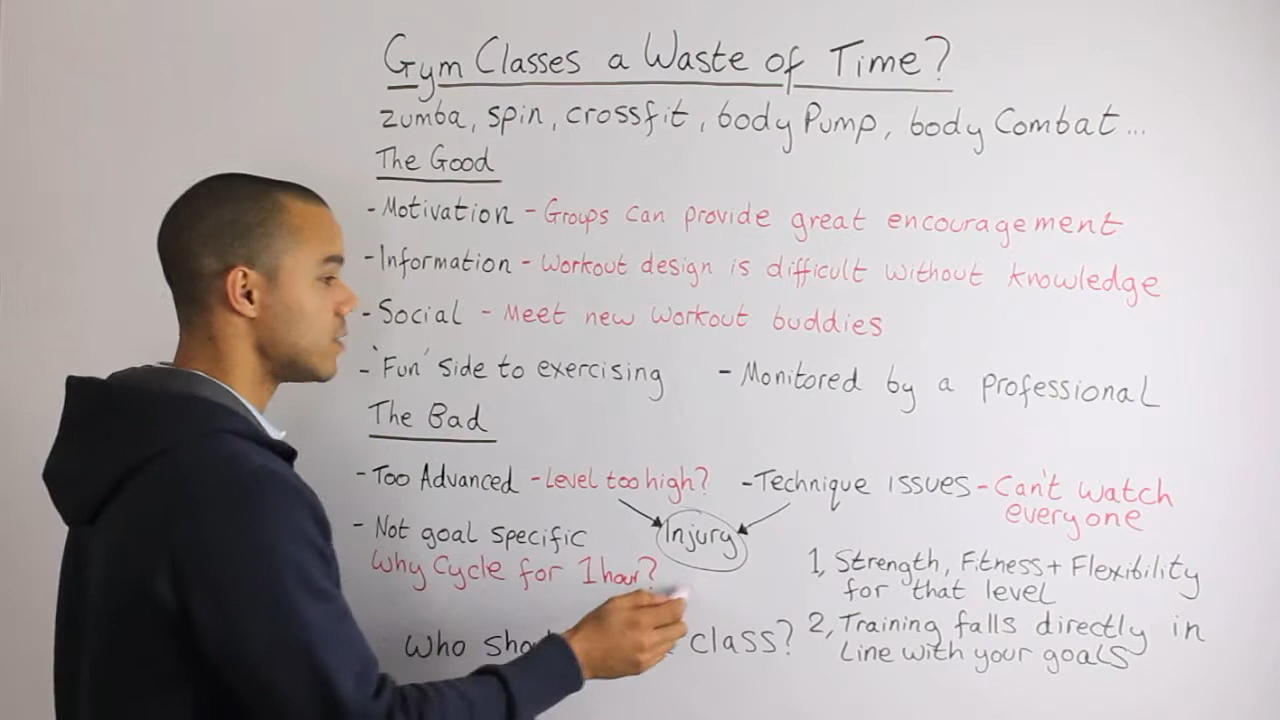 Gym Classes a Waste of Time?
zumba, spin, crossfit, body Pump, body Combat...
The Good
- Motivation - Groups can provide great encouragement
- Information - Workout design is difficult without knowledge
- Social - Meet new workout buddies
- 'Fun' side to exercising - Monitored by a professional
The Bad
- Too Advanced - Level too high? - Technique issues - Can't watch
everyone
- Not goal specific Injury
Why Cycle for 1 hour?
1, Strength, Fitness + Flexibility
for that level
2, Training falls directly in
Line with your goals
Who class?